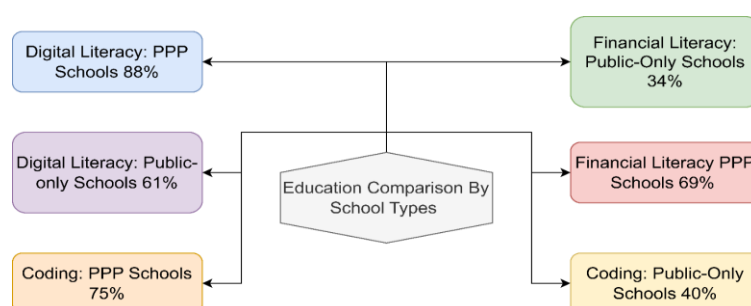 Digital Literacy: PPP
Schools 88%
Financial Literacy:
Public-Only Schools
34%
Digital Literacy: Public-
only Schools 61%
Education Comparison By
School Types
Financial Literacy PPP
Schools 69%
Coding: PPP Schools
75%
Coding: Public-Only
Schools 40%